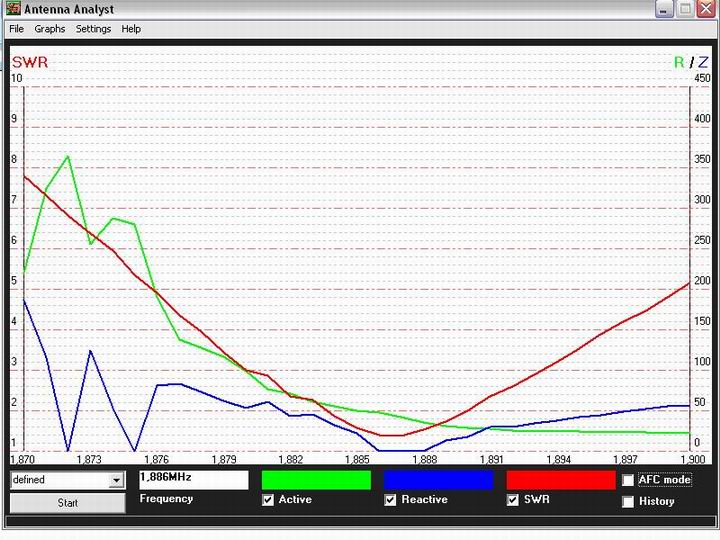 Antenna Analyst
File Graphs Settings Help
SWR R / Z
10 450
9 400
8 350
7 300
6 250
5 200
4 150
3 100
2 50
1 0
1,870 1,873 1,876 1,879 1,882 1,885 1,888 1,891 1,894 1,897 1,900
defined 1,886MHz AFC mode
Start Frequency Active Reactive SWR History